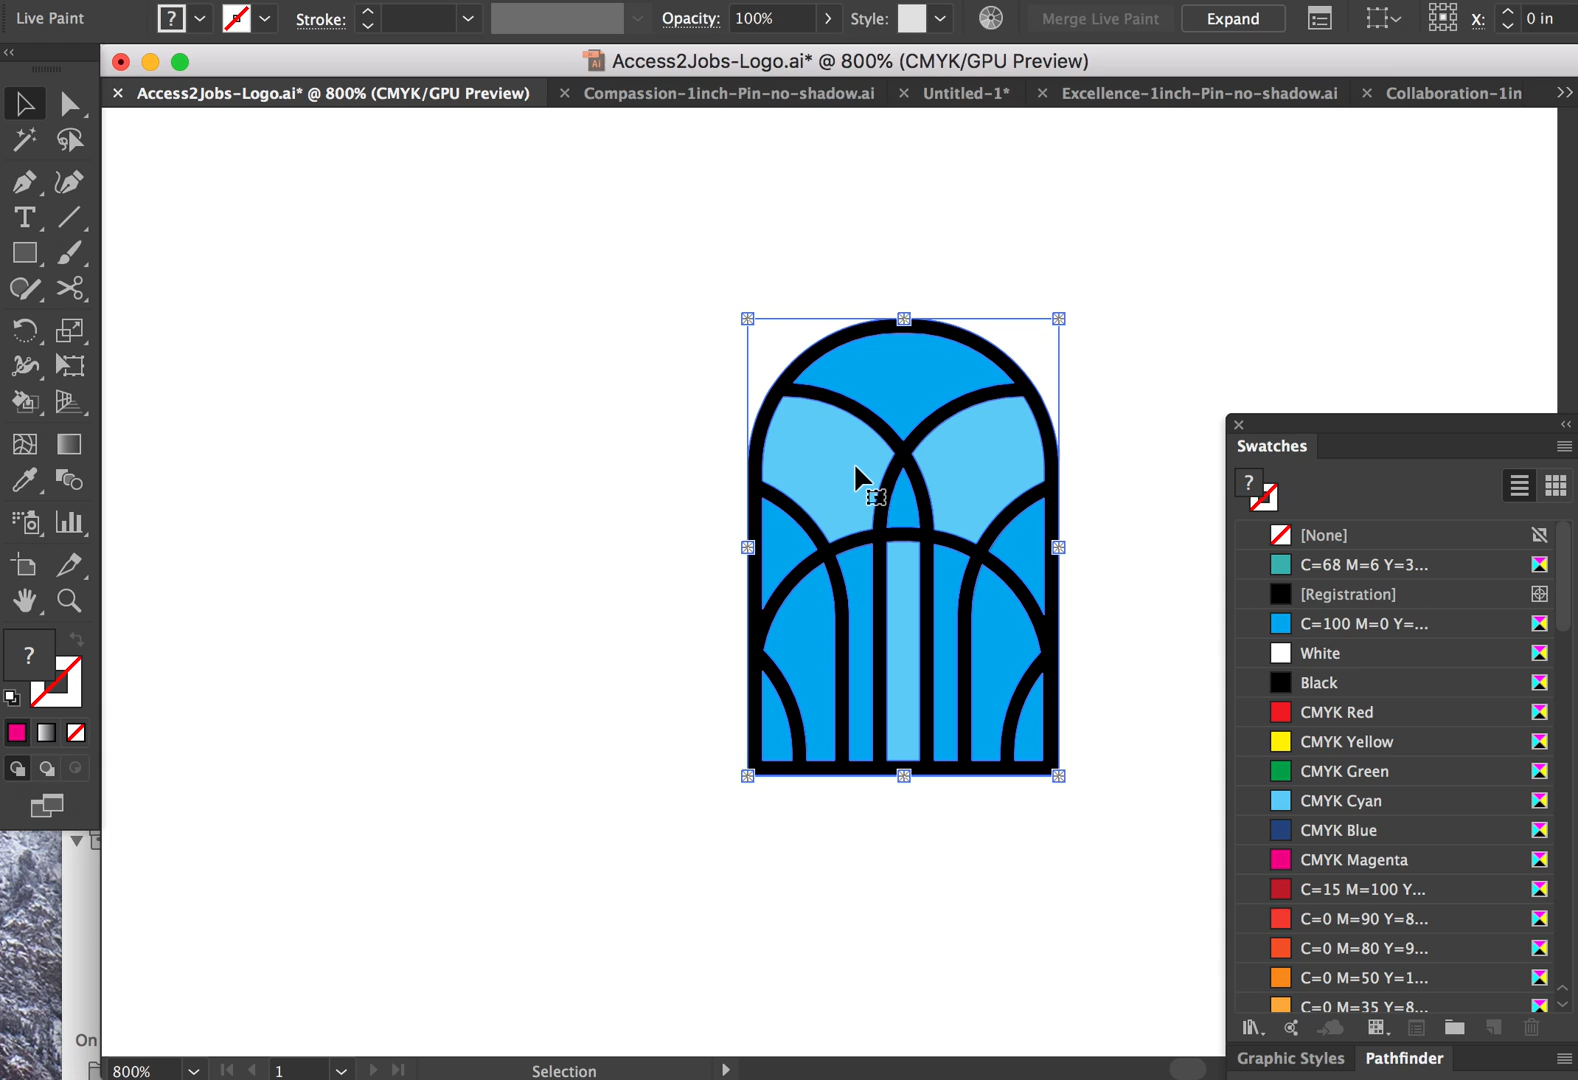 Live Paint ? Stroke: Opacity: 100% Style: Merge Live Paint Expand X: 0 in
Access2Jobs-Logo.ai* @ 800% (CMYK/GPU Preview)
Access2Jobs-Logo.ai* @ 800% (CMYK/GPU Preview) Compassion-1inch-Pin-no-shadow.ai Untitled-1* Excellence-1inch-Pin-no-shadow.ai Collaboration-1in
T
?
Swatches
?
[None]
C=68 M=6 Y=3...
[Registration]
C=100 M=0 Y=...
White
Black
CMYK Red
CMYK Yellow
CMYK Green
CMYK Cyan
CMYK Blue
CMYK Magenta
C=15 M=100 Y...
C=0 M=90 Y=8...
C=0 M=80 Y=9...
C=0 M=50 Y=1...
C=0 M=35 Y=8...
Graphic Styles Pathfinder
On
800% 1 Selection